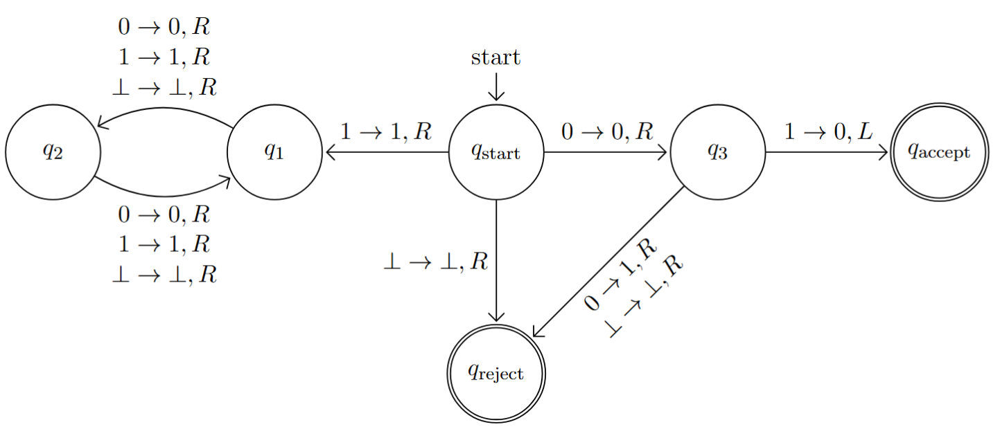 0 → 0, R
1 → 1, R
⊥ → ⊥, R
start
1 → 1, R
0 → 0, R
1 → 0, L
q2
q1
qstart
q3
qaccept
0 → 0, R
1 → 1, R
⊥ → ⊥, R
⊥ → ⊥, R
0 → 1, R
⊥ → ⊥, R
qreject